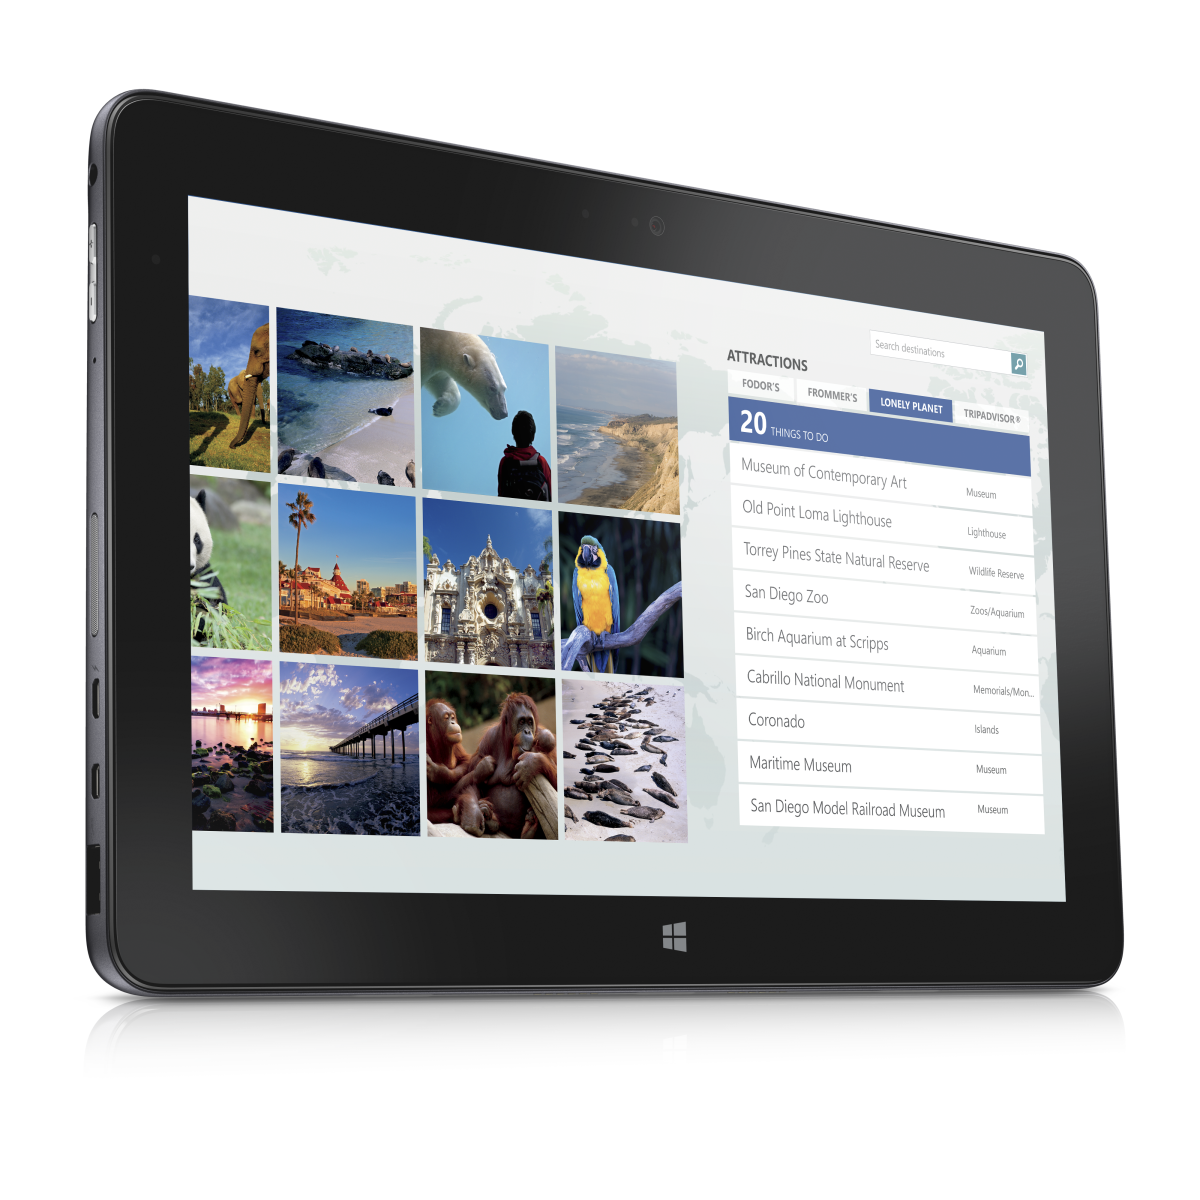 Search destinations
ATTRACTIONS
FODOR'S FROMMER'S LONELY PLANET TRIPADVISOR®
20 THINGS TO DO
Museum of Contemporary Art Museum
Old Point Loma Lighthouse Lighthouse
Torrey Pines State Natural Reserve Wildlife Reserve
San Diego Zoo Zoos/Aquarium
Birch Aquarium at Scripps Aquarium
Cabrillo National Monument Memorials/Mon...
Coronado Islands
Maritime Museum Museum
San Diego Model Railroad Museum Museum